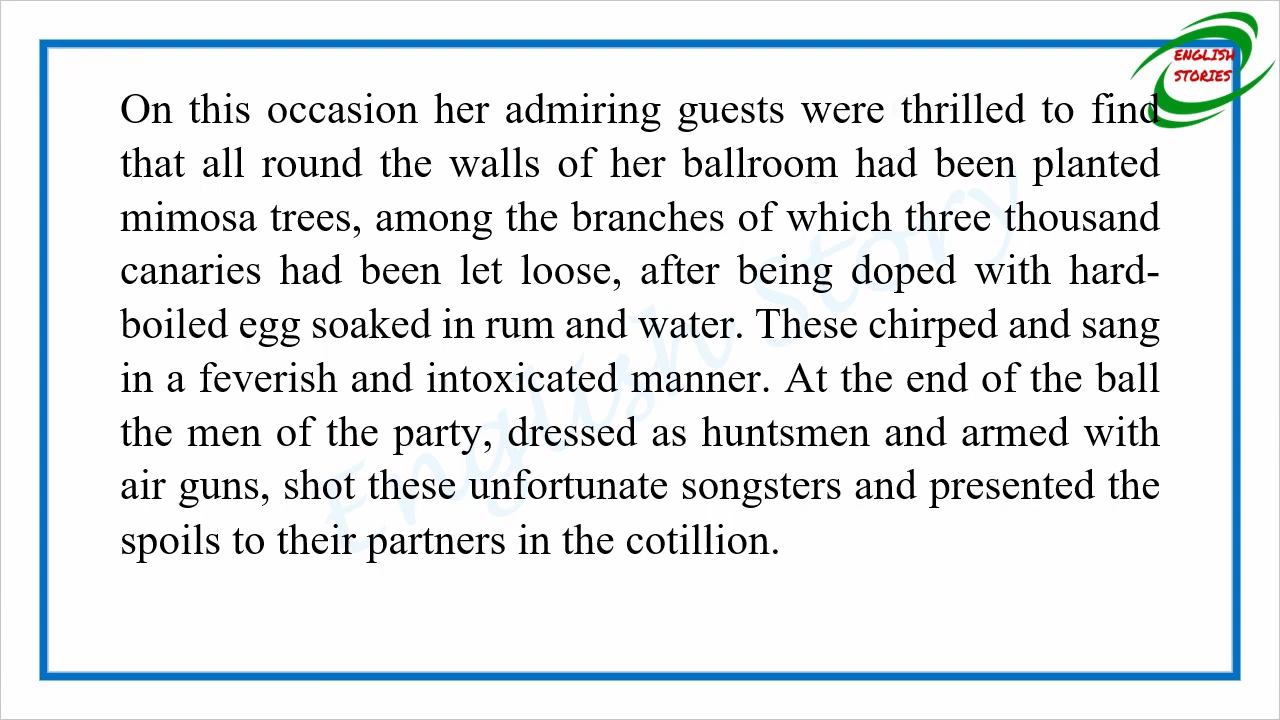 ENGLISH
STORIES
On this occasion her admiring guests were thrilled to find
that all round the walls of her ballroom had been planted
mimosa trees, among the branches of which three thousand
canaries had been let loose, after being doped with hard-
boiled egg soaked in rum and water. These chirped and sang
in a feverish and intoxicated manner. At the end of the ball
the men of the party, dressed as huntsmen and armed with
air guns, shot these unfortunate songsters and presented the
spoils to their partners in the cotillion.
English Story